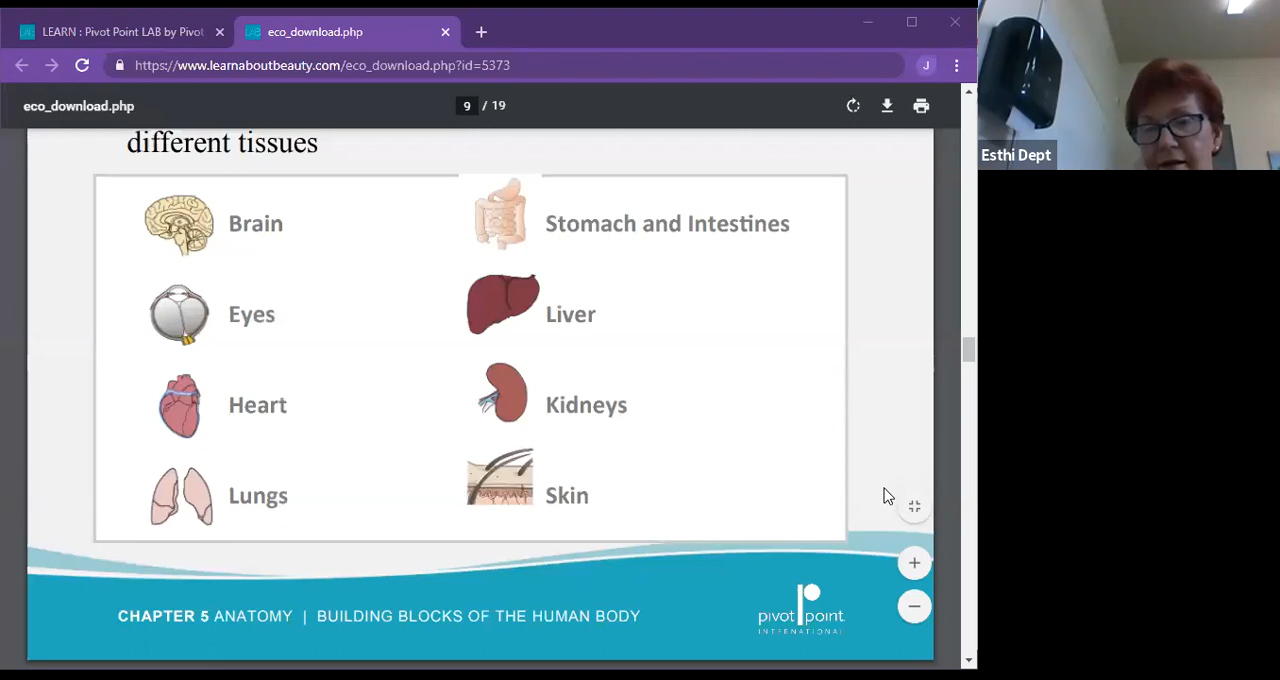 LEARN : Pivot Point LAB by Pivot
eco_download.php
https://www.learnaboutbeauty.com/eco_download.php?id=5373
J
eco_download.php
9 / 19
different tissues
Brain
Stomach and Intestines
Eyes
Liver
Heart
Kidneys
Lungs
Skin
CHAPTER 5 ANATOMY | BUILDING BLOCKS OF THE HUMAN BODY
pivot point
INTERNATIONAL
Esthi Dept